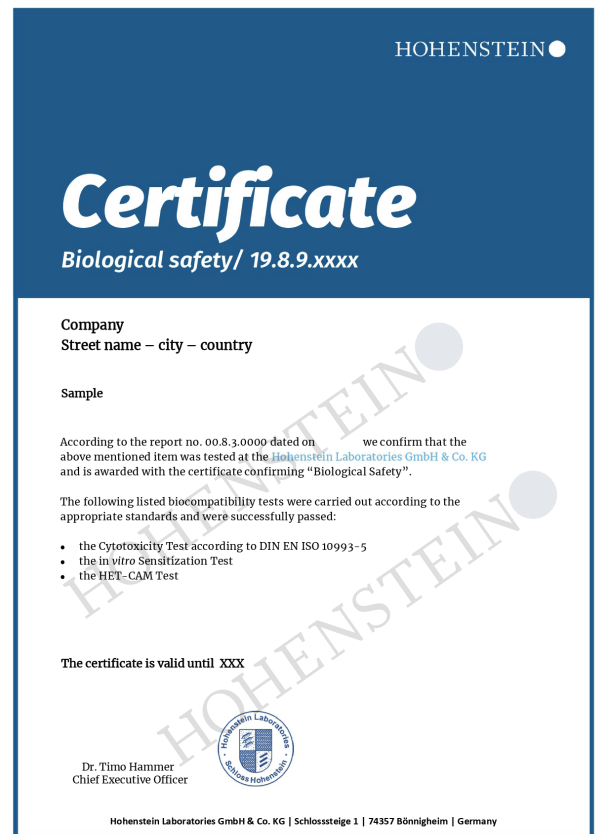 HOHENSTEIN
Certificate
Biological safety/ 19.8.9.xxxx
Company
Street name – city – country
Sample
According to the report no. 00.8.3.0000 dated on we confirm that the
above mentioned item was tested at the Hohenstein Laboratories GmbH & Co. KG
and is awarded with the certificate confirming “Biological Safety”.
The following listed biocompatibility tests were carried out according to the
appropriate standards and were successfully passed:
• the Cytotoxicity Test according to DIN EN ISO 10993-5
• the in vitro Sensitization Test
• the HET-CAM Test
HOHENSTEIN
HOHENSTEIN
The certificate is valid until XXX
Hohenstein Laboratories
Schloss Hohenstein
Dr. Timo Hammer
Chief Executive Officer
Hohenstein Laboratories GmbH & Co. KG | Schlosssteige 1 | 74357 Bönnigheim | Germany